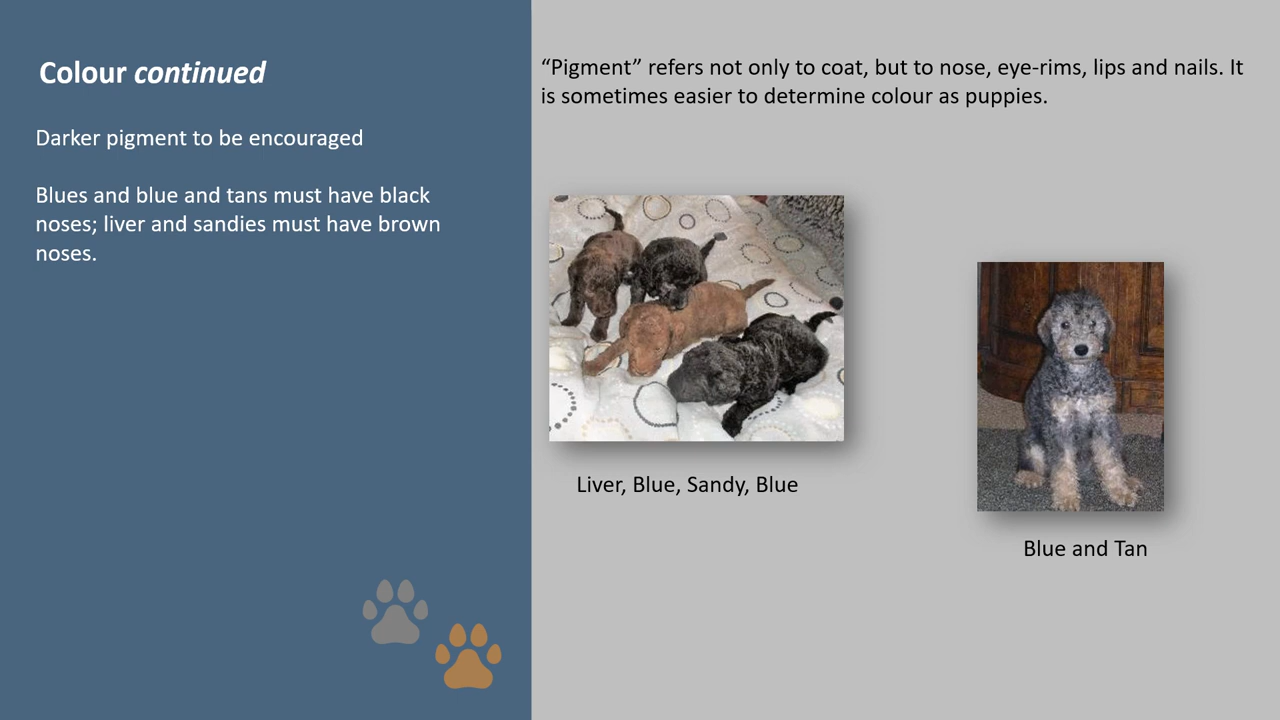 Colour continued
Darker pigment to be encouraged
Blues and blue and tans must have black
noses; liver and sandies must have brown
noses.
“Pigment” refers not only to coat, but to nose, eye-rims, lips and nails. It
is sometimes easier to determine colour as puppies.
Liver, Blue, Sandy, Blue
Blue and Tan